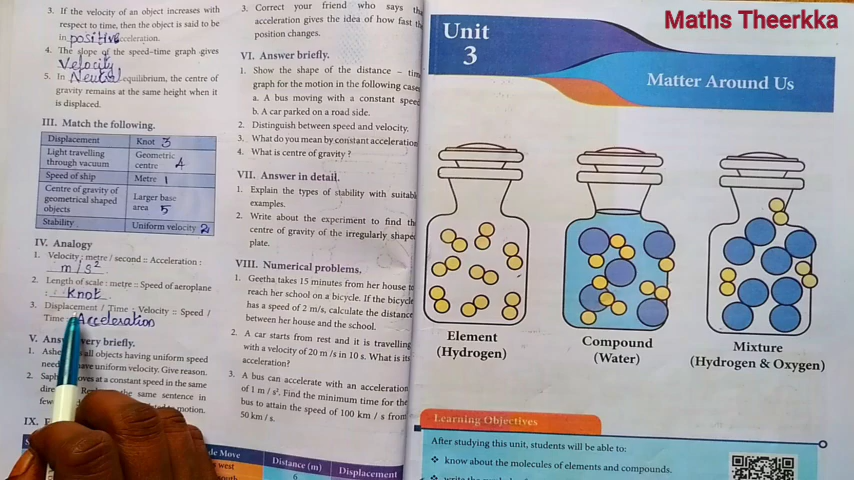 Maths Theerkka
3. If the velocity of an object increases with
respect to time, then the object is said to be
in positive acceleration.
4. The slope of the speed-time graph gives
Velocity
5. In Neutral equilibrium, the centre of
gravity remains at the same height when it
is displaced.
III. Match the following.
Displacement Knot 3
Light travelling through vacuum Geometric centre 4
Speed of ship Metre 1
Centre of gravity of geometrical shaped objects Larger base area 5
Stability Uniform velocity 2
IV. Analogy
1. Velocity : metre / second :: Acceleration :
m/s²
2. Length of scale : metre :: Speed of aeroplane
: Knot
3. Displacement / Time : Velocity :: Speed /
Time : Acceleration
V. Answer very briefly.
1. all objects having uniform speed
need have uniform velocity. Give reason.
2. moves at a constant speed in the same
same sentence in
to motion.
IX.
Move
west
south
Distance (m)
6
Displacement
3. Correct your friend who says the
acceleration gives the idea of how fast the
position changes.
VI. Answer briefly.
1. Show the shape of the distance – time
graph for the motion in the following cases
a. A bus moving with a constant speed
b. A car parked on a road side.
2. Distinguish between speed and velocity.
3. What do you mean by constant acceleration
4. What is centre of gravity ?
VII. Answer in detail.
1. Explain the types of stability with suitable
examples.
2. Write about the experiment to find the
centre of gravity of the irregularly shaped
plate.
VIII. Numerical problems.
1. Geetha takes 15 minutes from her house to
reach her school on a bicycle. If the bicycle
has a speed of 2 m/s, calculate the distance
between her house and the school.
2. A car starts from rest and it is travelling
with a velocity of 20 m/s in 10 s. What is its
acceleration?
3. A bus can accelerate with an acceleration
of 1 m / s². Find the minimum time for the
bus to attain the speed of 100 km / s from
50 km / s.
Unit
3
Matter Around Us
Element
(Hydrogen)
Compound
(Water)
Mixture
(Hydrogen & Oxygen)
Learning Objectives
After studying this unit, students will be able to:
❖ know about the molecules of elements and compounds.